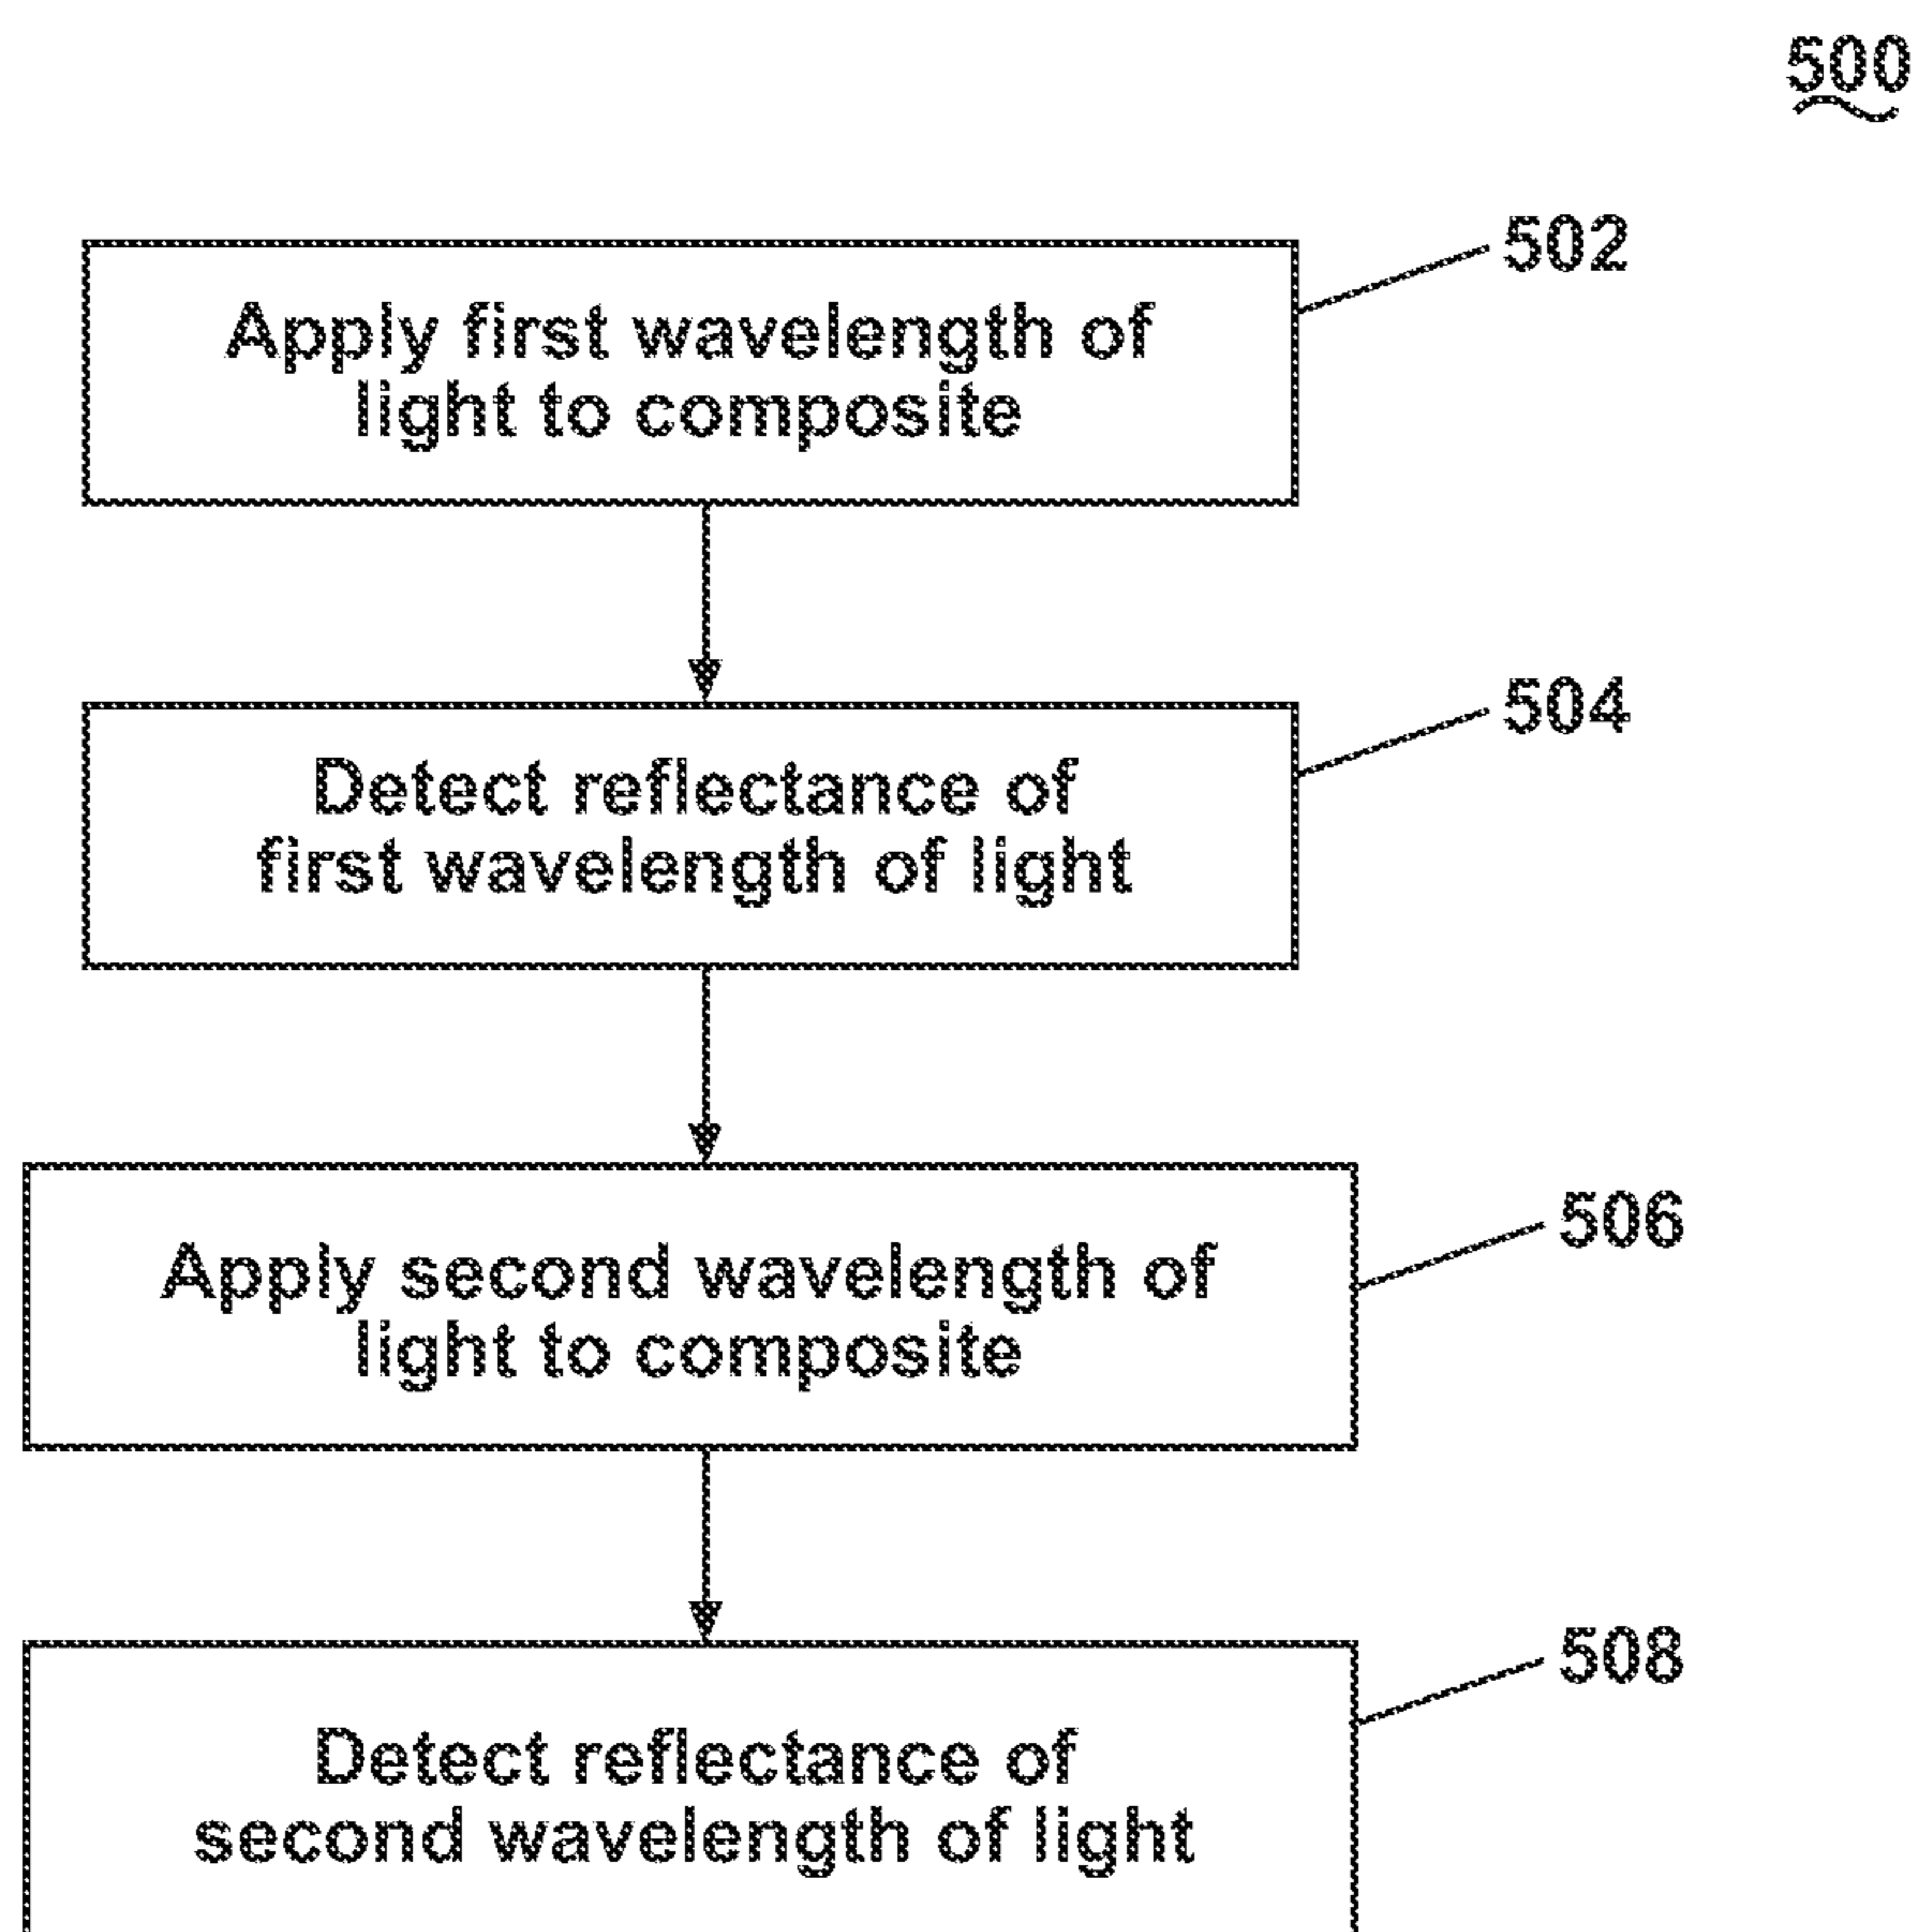 500
502
Apply first wavelength of
light to composite
504
Detect reflectance of
first wavelength of light
506
Apply second wavelength of
light to composite
508
Detect reflectance of
second wavelength of light